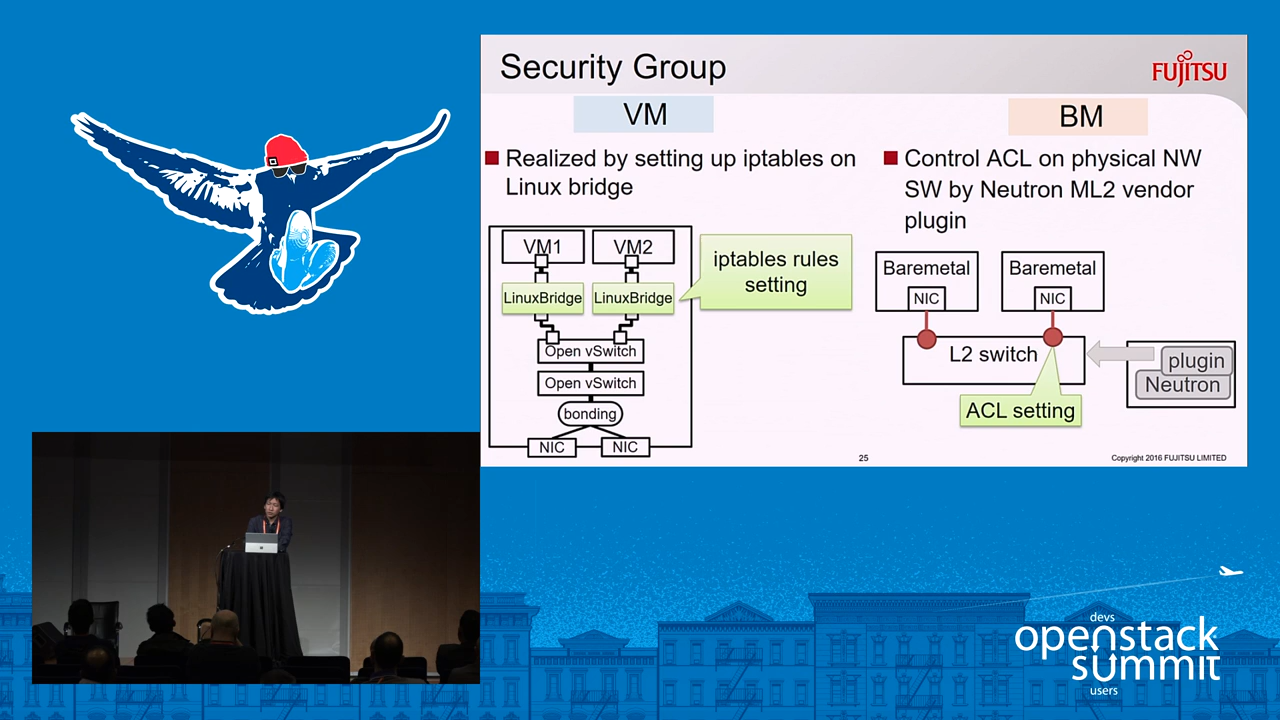 Security Group
FUJITSU
VM
BM
Realized by setting up iptables on
Linux bridge
Control ACL on physical NW
SW by Neutron ML2 vendor
plugin
VM1
VM2
LinuxBridge
LinuxBridge
iptables rules
setting
Open vSwitch
Open vSwitch
bonding
NIC
NIC
Baremetal
NIC
Baremetal
NIC
L2 switch
plugin
Neutron
ACL setting
25
Copyright 2016 FUJITSU LIMITED
devs
openstack
summit
users